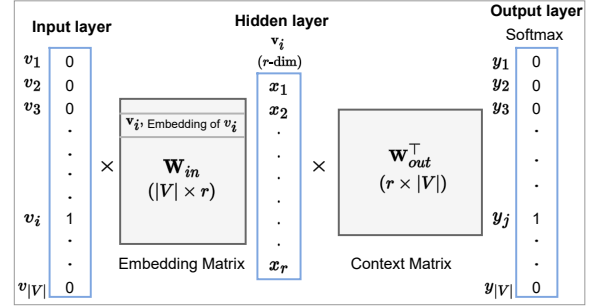 Input layer
Hidden layer
Output layer
Softmax
v_i
(r-dim)
v_1 0
v_2 0
v_3 0
.
.
.
v_i 1
.
.
v_|V| 0
×
v_i, Embedding of v_i
W_in
(|V| × r)
Embedding Matrix
x_1
x_2
.
.
.
.
.
.
x_r
×
W_out^⊤
(r × |V|)
Context Matrix
y_1 0
y_2 0
y_3 0
.
.
.
y_j 1
.
.
y_|V| 0